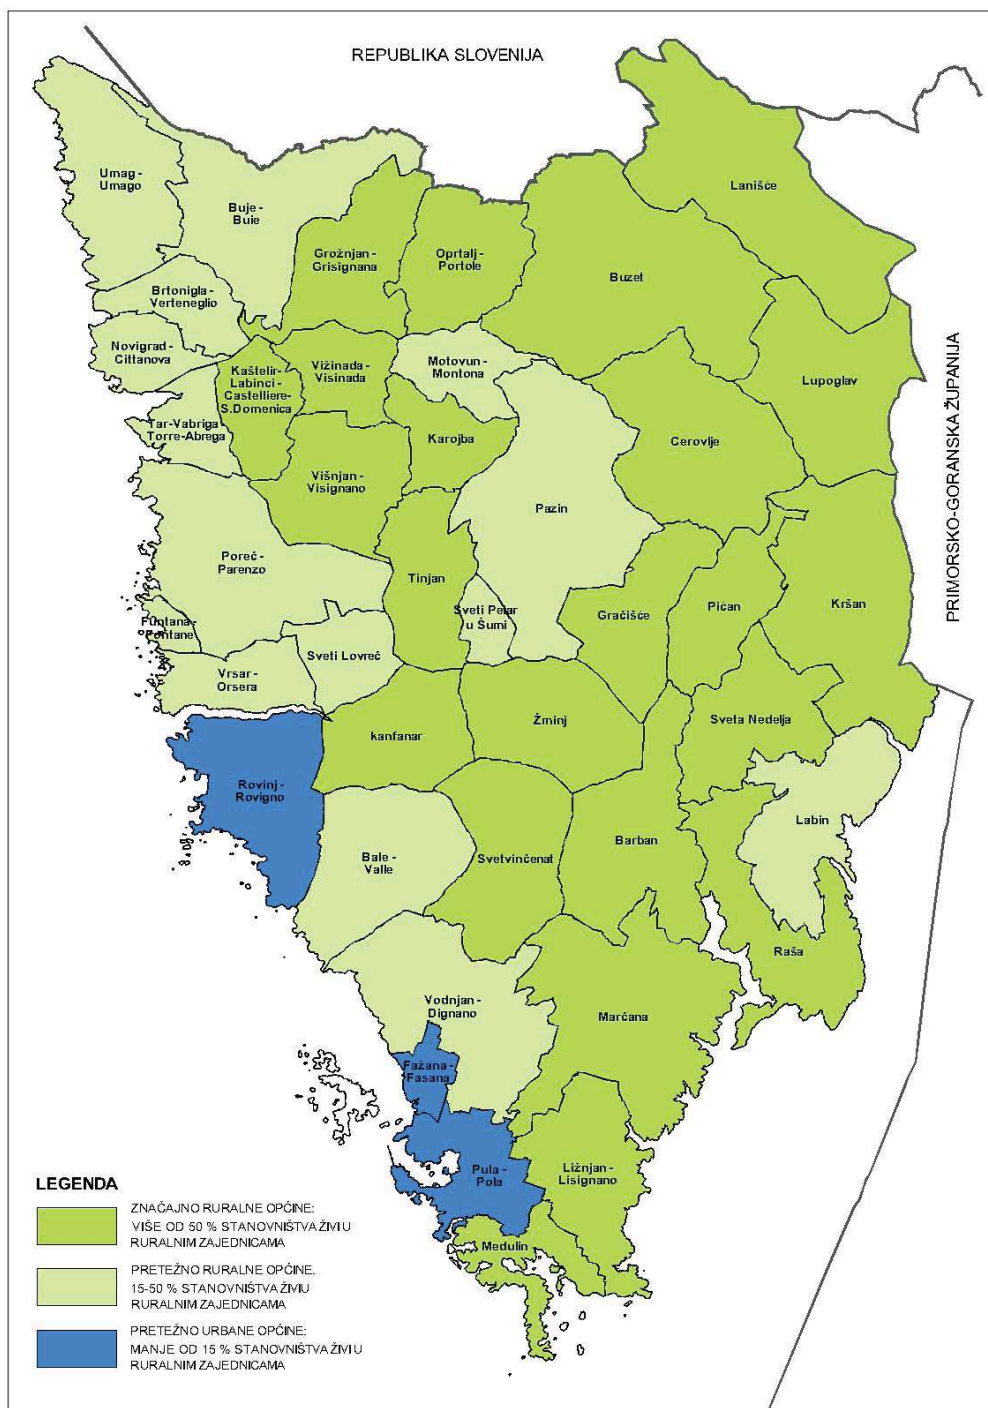 REPUBLIKA SLOVENIJA
Umag -
Umago
Buje -
Buie
Lanišće
Grožnjan-
Grisignana
Oprtalj-
Portole
Buzet
Brtonigla-
Verteneglio
Novigrad-
Cittanova
Kaštelir-
Labinci -
Castelliere-
S.Domenica
Vižinada-
Visinada
Motovun-
Montona
Lupoglav
Tar-Vabriga-
Torre-Abrega
Karojba
Cerovlje
PRIMORSKO-GORANSKA ŽUPANIJA
Višnjan-
Visignano
Pazin
Poreč-
Parenzo
Tinjan
Funtana-
Fontane
Sveti Petar
u Šumi
Gračišće
Pićan
Kršan
Vrsar-
Orsera
Sveti Lovreč
kanfanar
Žminj
Sveta Nedelja
Rovinj-
Rovigno
Bale -
Valle
Svetvinčenat
Barban
Labin
Raša
Vodnjan -
Dignano
Marčana
Fažana -
Fasana
Pula -
Pola
Ližnjan-
Lisignano
Medulin
LEGENDA
ZNAČAJNO RURALNE OPĆINE:
VIŠE OD 50 % STANOVNIŠTVA ŽIVI U
RURALNIM ZAJEDNICAMA
PRETEŽNO RURALNE OPĆINE.
15-50 % STANOVNIŠTVA ŽIVI U
RURALNIM ZAJEDNICAMA
PRETEŽNO URBANE OPĆINE:
MANJE OD 15 % STANOVNIŠTVA ŽIVI U
RURALNIM ZAJEDNICAMA